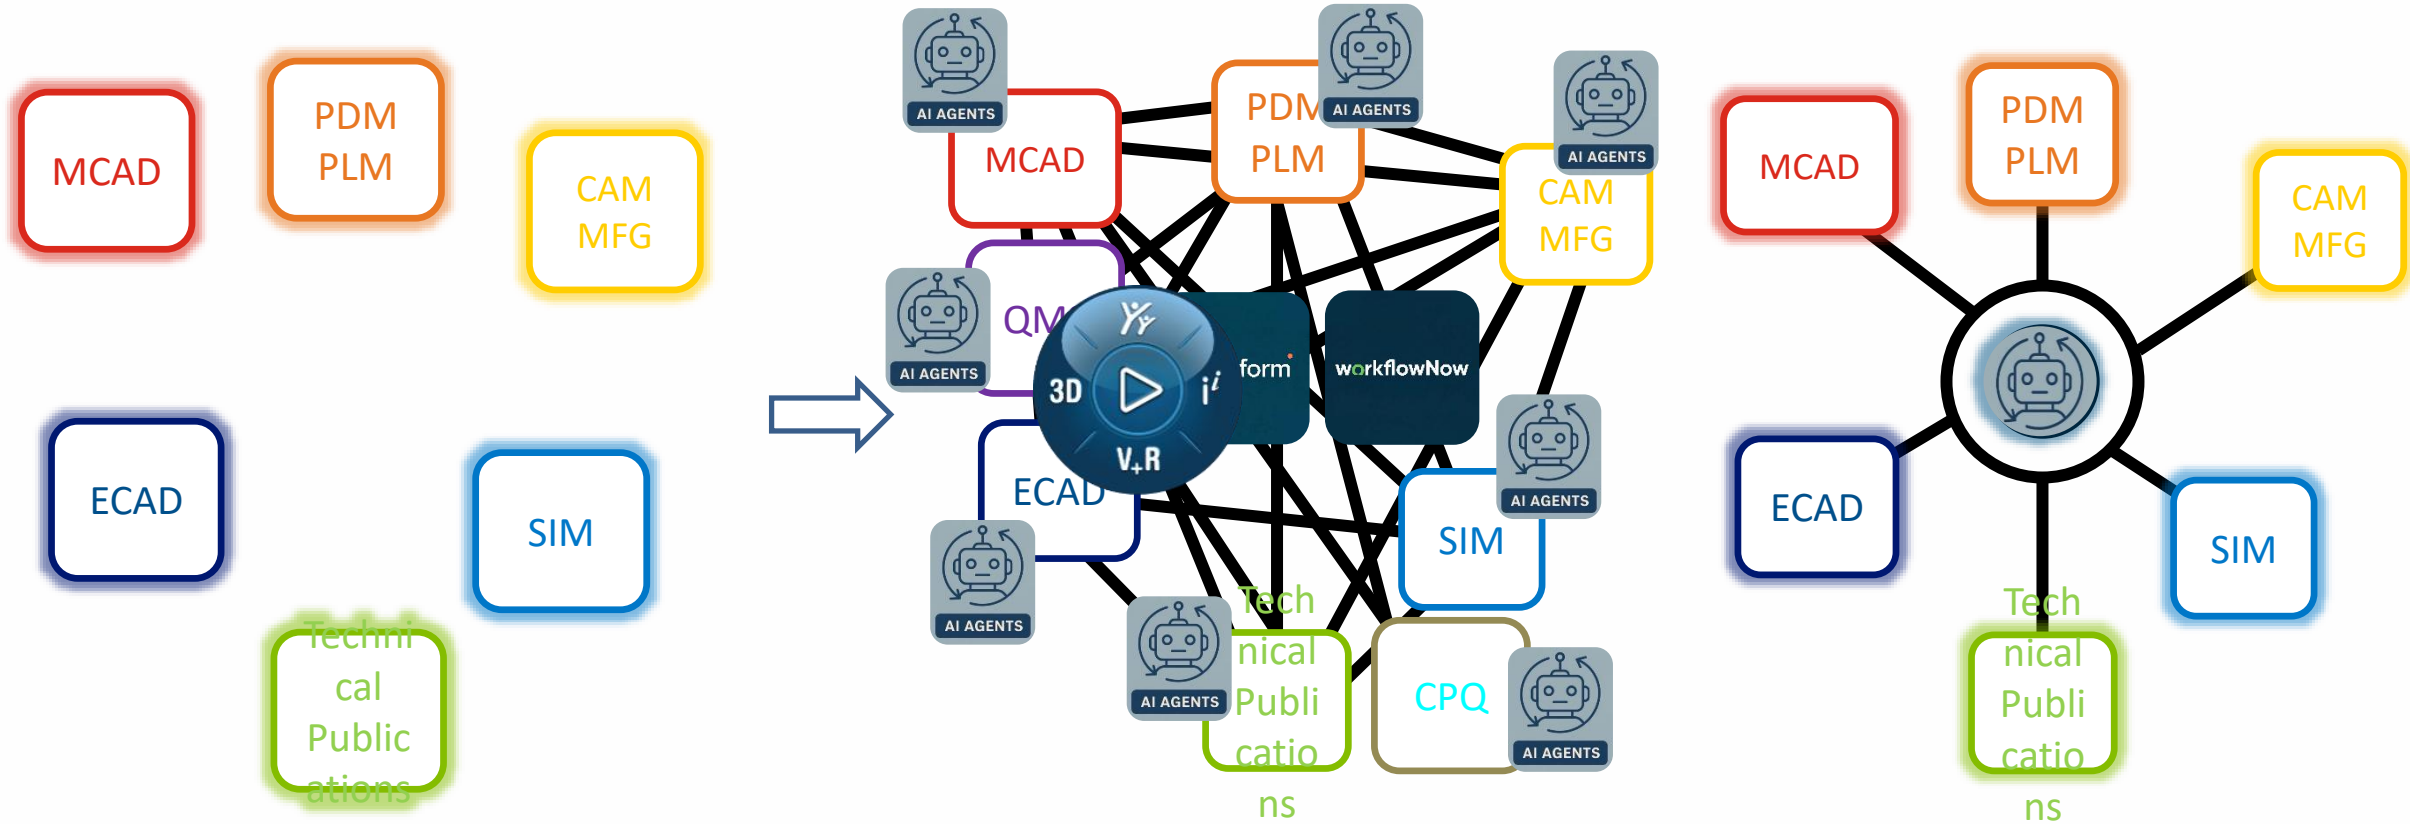 MCAD
PDM
PLM
CAM
MFG
ECAD
SIM
Techni
cal
Public
ations
AI AGENTS
MCAD
PDM
PLM
AI AGENTS
CAM
MFG
AI AGENTS
QM
AI AGENTS
3D
i i
V+R
form
workflowNow
ECAD
AI AGENTS
SIM
AI AGENTS
Tech
nical
Publi
catio
ns
AI AGENTS
CPQ
AI AGENTS
MCAD
PDM
PLM
CAM
MFG
ECAD
SIM
Tech
nical
Publi
catio
ns